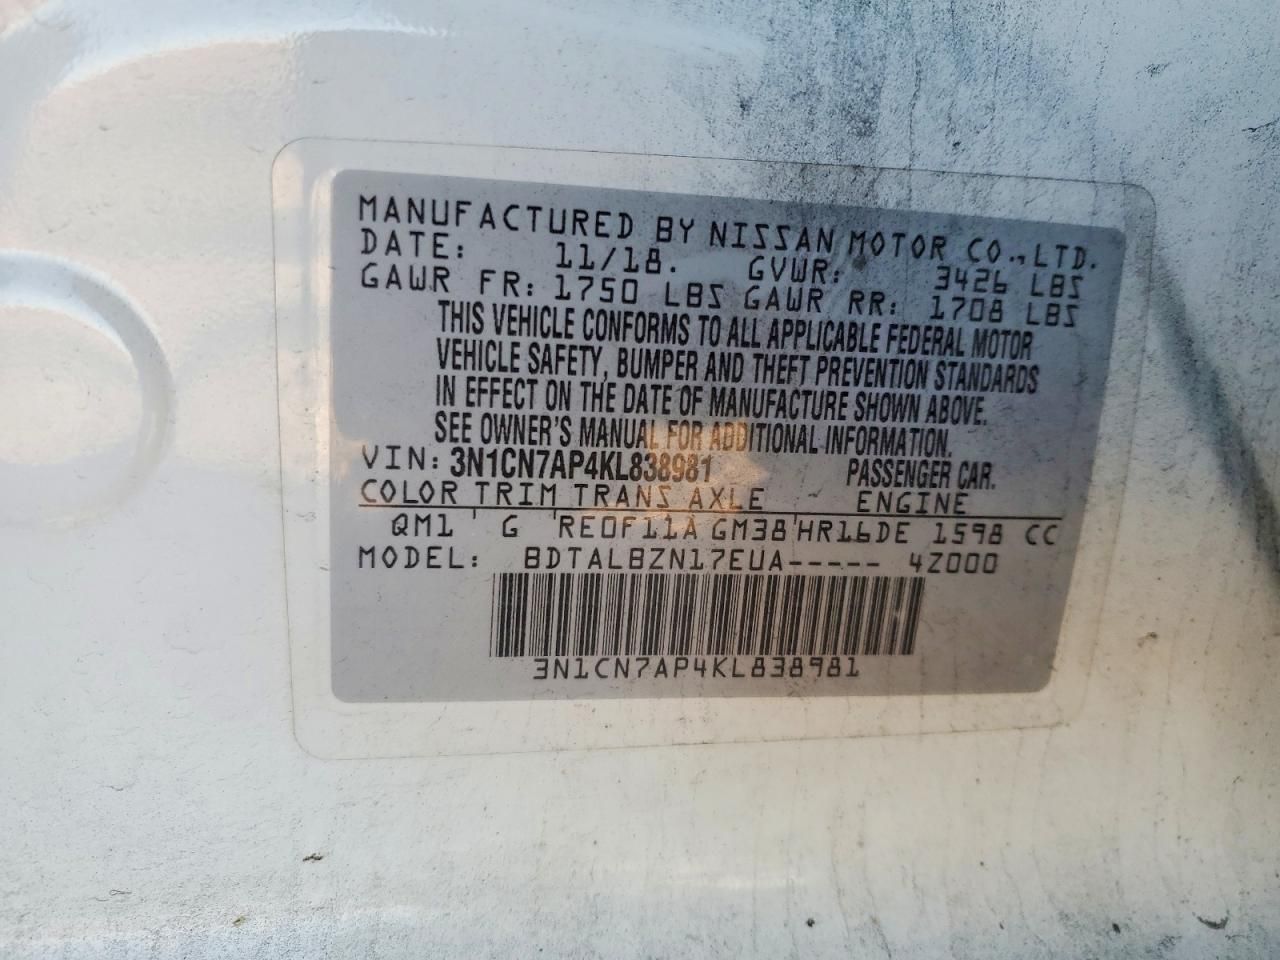 MANUFACTURED BY NISSAN MOTOR CO., LTD.
DATE: 11/18. GVWR: 3426 LBS
GAWR FR: 1750 LBS GAWR RR: 1708 LBS
THIS VEHICLE CONFORMS TO ALL APPLICABLE FEDERAL MOTOR
VEHICLE SAFETY, BUMPER AND THEFT PREVENTION STANDARDS
IN EFFECT ON THE DATE OF MANUFACTURE SHOWN ABOVE.
SEE OWNER'S MANUAL FOR ADDITIONAL INFORMATION.
VIN: 3N1CN7AP4KL838981 PASSENGER CAR.
COLOR TRIM TRANS AXLE ENGINE
QM1 G RE0F11A GM38 HR16DE 1598 CC
MODEL: BDTALBZN17EUA----- 4Z000
3N1CN7AP4KL838981